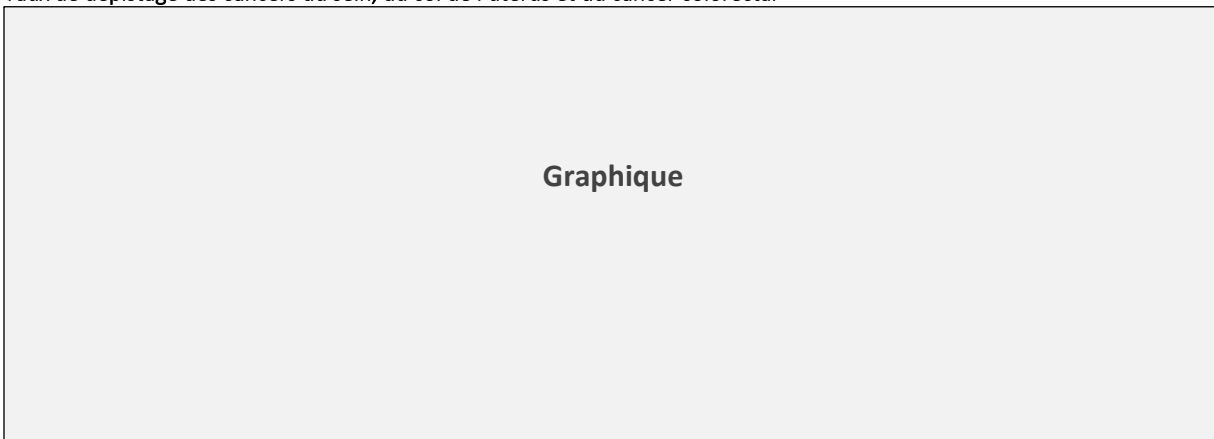 Taux de dépistage des cancers du sein, du col de l'utérus et du cancer colorectal
Graphique